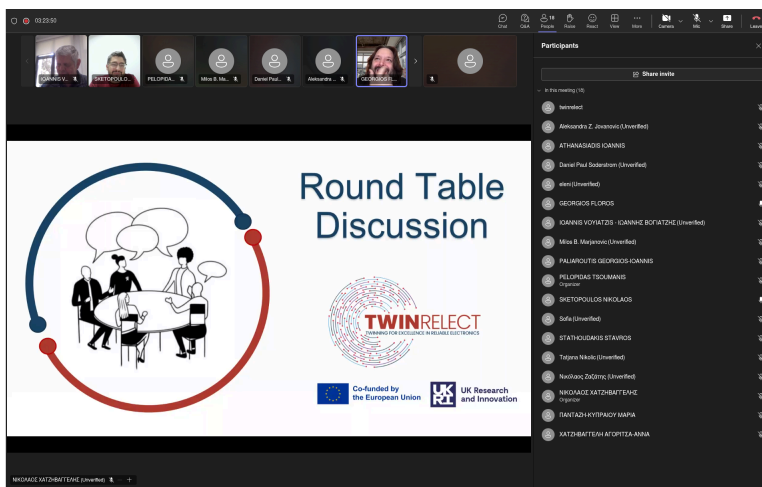 03:23:50
Chat
Q&A
18
People
Raise
React
View
More
Camera
Mic
Share
Leave
IOANNIS V...
SKETOPOULO...
PELOPIDA...
Milos B. Ma...
Daniel Paul...
Aleksandra ...
GEORGIOS FL...
Round Table
Discussion
TWINRELECT
TWINNING FOR EXCELLENCE IN RELIABLE ELECTRONICS
Co-funded by
the European Union
UKRI
UK Research
and Innovation
ΝΙΚΟΛΑΟΣ ΧΑΤΖΗΒΑΓΓΕΛΗΣ (Unverified)
Participants
Share invite
In this meeting (18)
twinrelect
Aleksandra Z. Jovanovic (Unverified)
ATHANASIADIS IOANNIS
Daniel Paul Soderstrom (Unverified)
eleni (Unverified)
GEORGIOS FLOROS
IOANNIS VOYIATZIS - ΙΩΑΝΝΗΣ ΒΟΓΙΑΤΖΗΣ (Unverified)
Milos B. Marjanovic (Unverified)
PALIAROUTIS GEORGIOS-IOANNIS
PELOPIDAS TSOUMANIS
Organizer
SKETOPOULOS NIKOLAOS
Sofia (Unverified)
STATHOUDAKIS STAVROS
Tatjana Nikolic (Unverified)
Νικόλαος Ζαζάτης (Unverified)
ΝΙΚΟΛΑΟΣ ΧΑΤΖΗΒΑΓΓΕΛΗΣ
Organizer
ΠΑΝΤΑΖΗ-ΚΥΠΡΑΙΟΥ ΜΑΡΙΑ
ΧΑΤΖΗΒΑΓΓΕΛΗ ΑΓΟΡΙΤΣΑ-ΑΝΝΑ